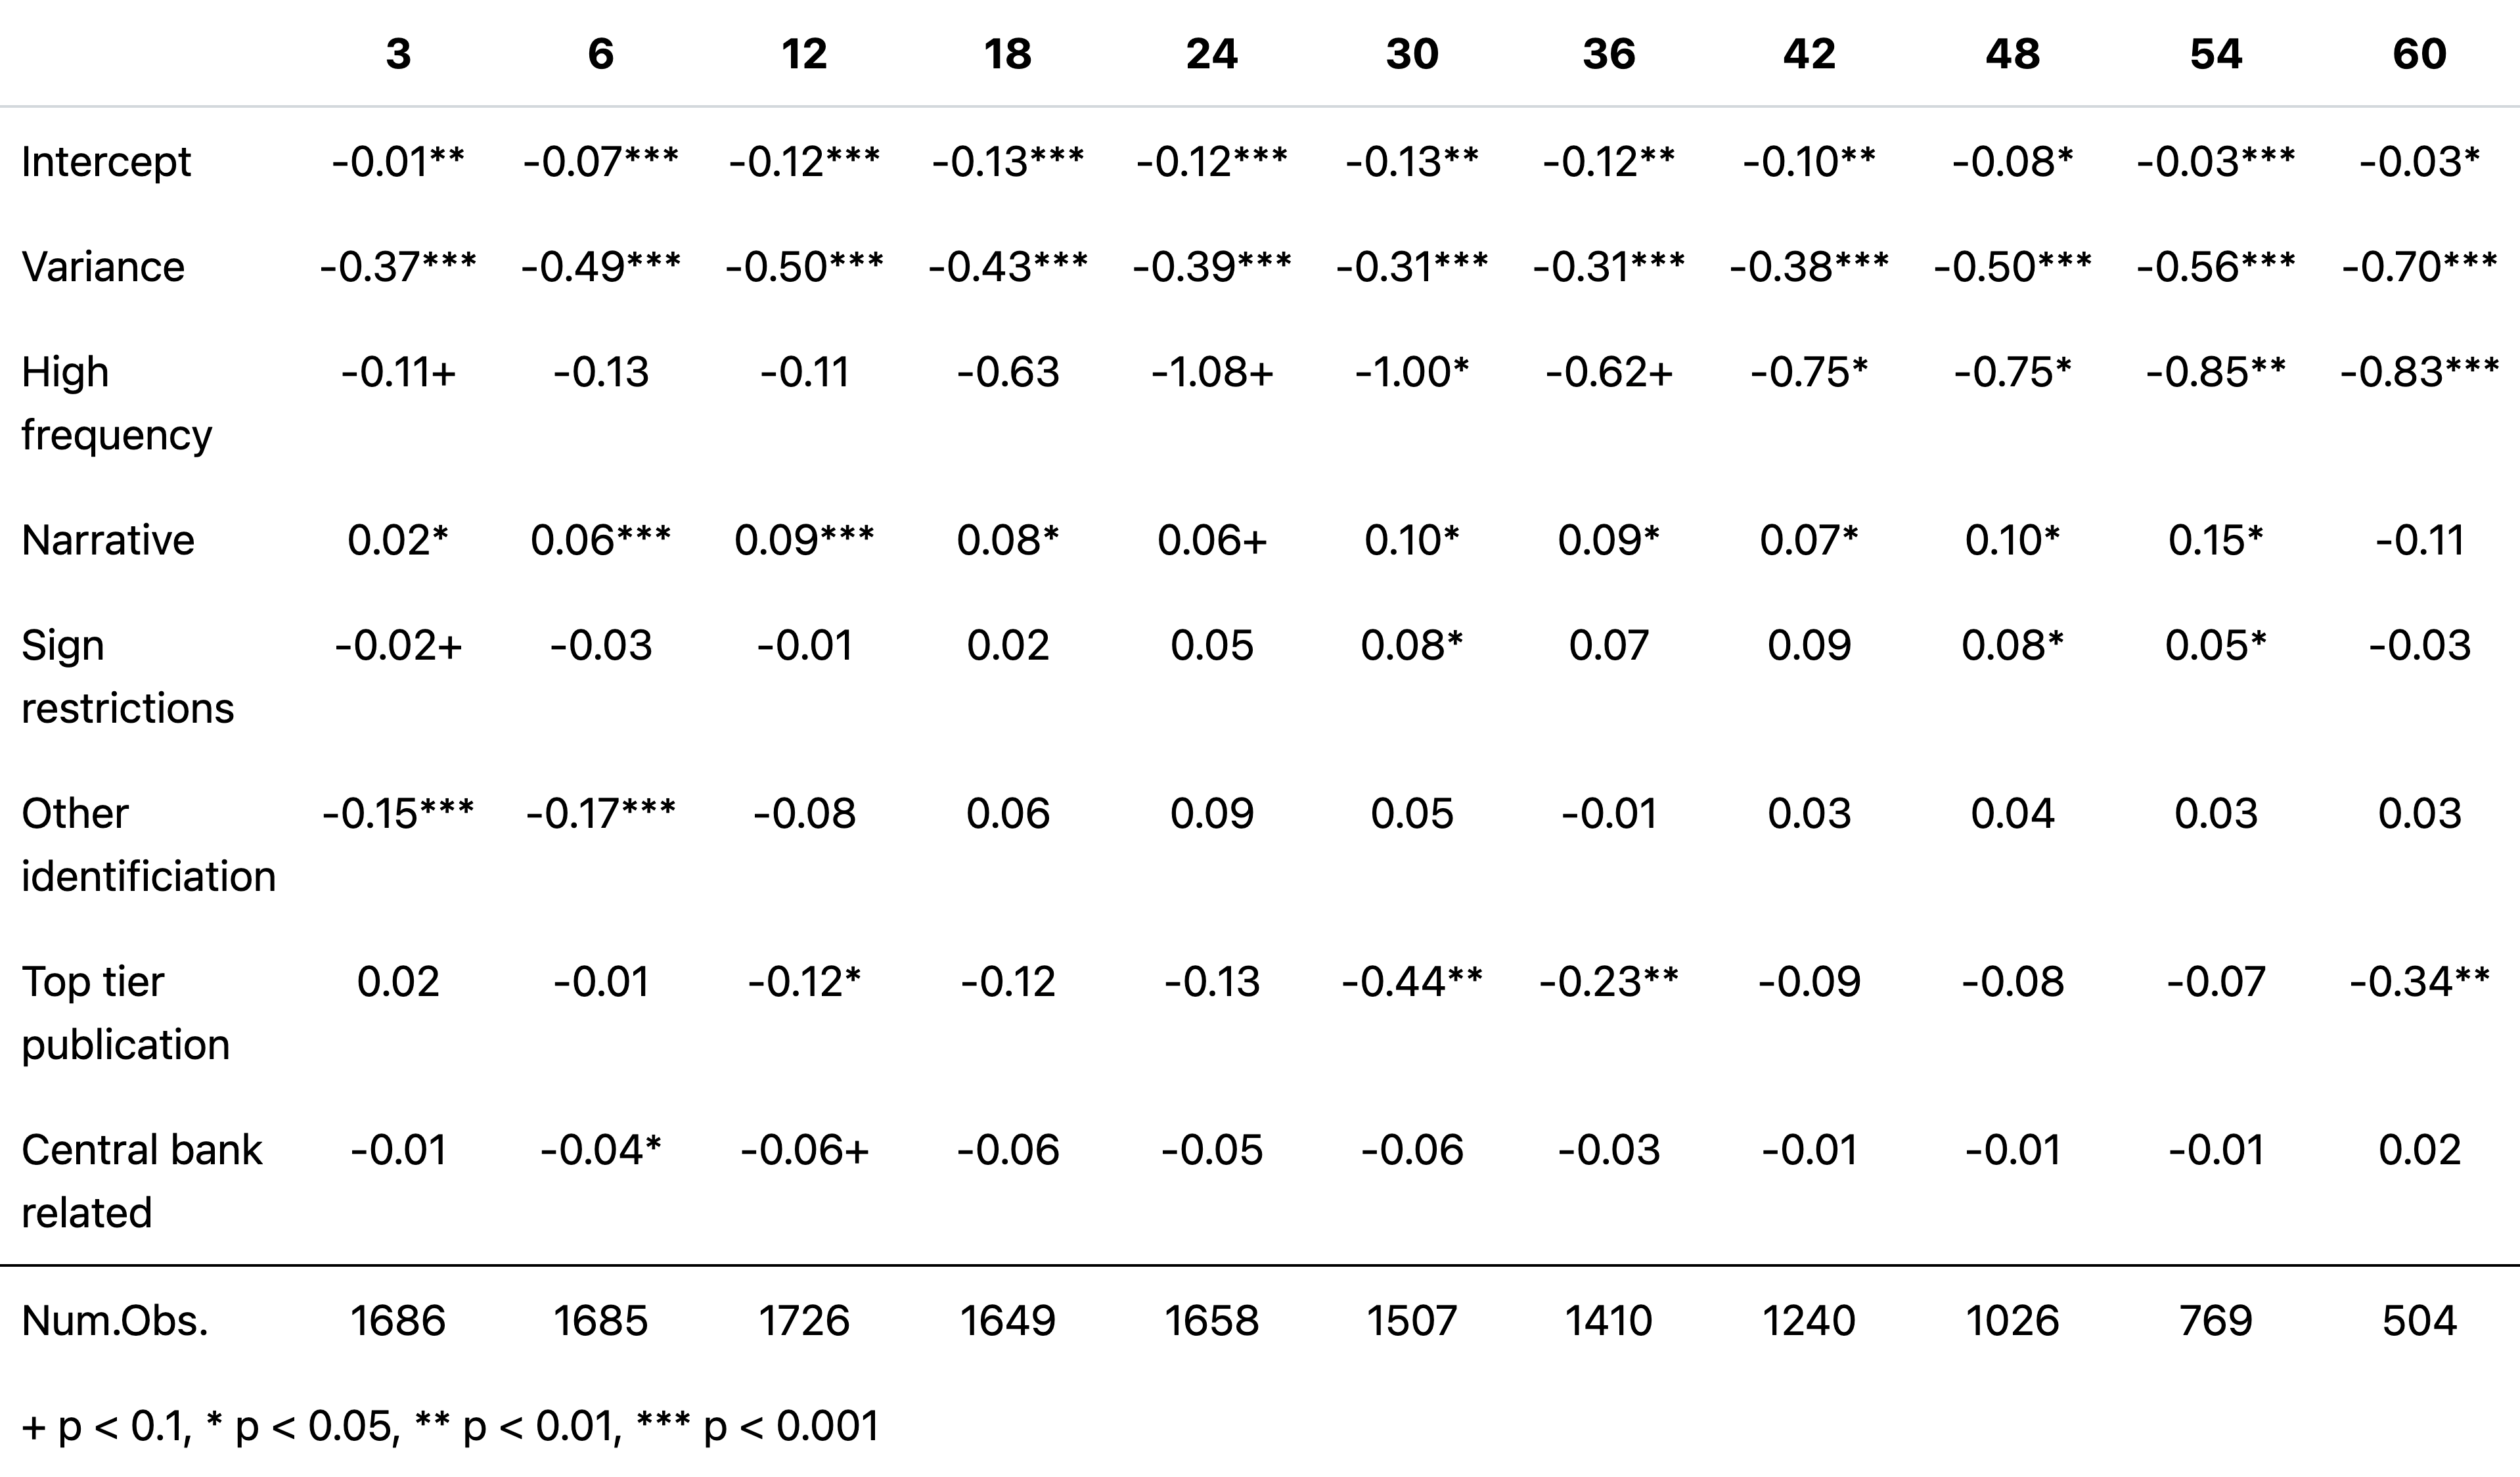 3 6 12 18 24 30 36 42 48 54 60
Intercept -0.01** -0.07*** -0.12*** -0.13*** -0.12*** -0.13** -0.12** -0.10** -0.08* -0.03*** -0.03*
Variance -0.37*** -0.49*** -0.50*** -0.43*** -0.39*** -0.31*** -0.31*** -0.38*** -0.50*** -0.56*** -0.70***
High -0.11+ -0.13 -0.11 -0.63 -1.08+ -1.00* -0.62+ -0.75* -0.75* -0.85** -0.83***
frequency
Narrative 0.02* 0.06*** 0.09*** 0.08* 0.06+ 0.10* 0.09* 0.07* 0.10* 0.15* -0.11
Sign -0.02+ -0.03 -0.01 0.02 0.05 0.08* 0.07 0.09 0.08* 0.05* -0.03
restrictions
Other -0.15*** -0.17*** -0.08 0.06 0.09 0.05 -0.01 0.03 0.04 0.03 0.03
identificiation
Top tier 0.02 -0.01 -0.12* -0.12 -0.13 -0.44** -0.23** -0.09 -0.08 -0.07 -0.34**
publication
Central bank -0.01 -0.04* -0.06+ -0.06 -0.05 -0.06 -0.03 -0.01 -0.01 -0.01 0.02
related
Num.Obs. 1686 1685 1726 1649 1658 1507 1410 1240 1026 769 504
+ p < 0.1, * p < 0.05, ** p < 0.01, *** p < 0.001